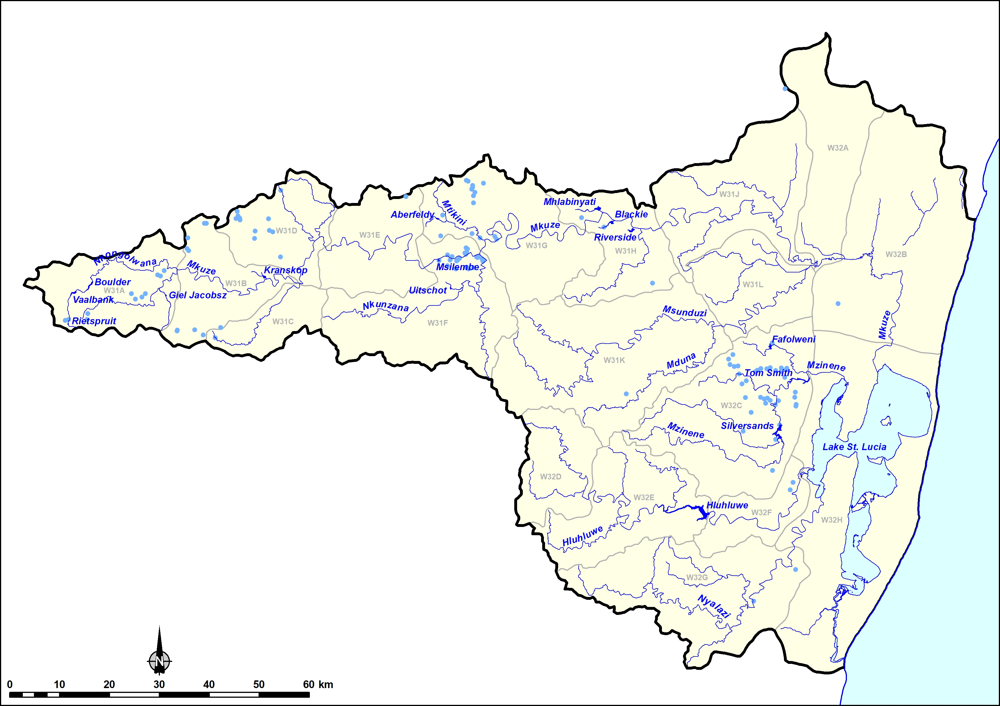 W32A
W31J
Mhlabinyati
Mtikini
Aberfeldy
Blackie
Mkuze
W31D
W31E
Riverside
W31G
W31H
W32B
Nkongolwana
Mkuze
Kranskop
Msilembe
Boulder
W31B
W31A
W31L
Uitschot
Giel Jacobsz
Vaalbank
Nkunzana
Msunduzi
Rietspruit
W31C
W31F
Mkuze
Fafolweni
W31K
Mduna
Mzinene
Tom Smith
W32C
Silversands
Mzinene
Lake St. Lucia
W32D
W32E
Hluhluwe
W32F
W32H
Hluhluwe
W32G
Nyalazi
N
0 10 20 30 40 50 60 km